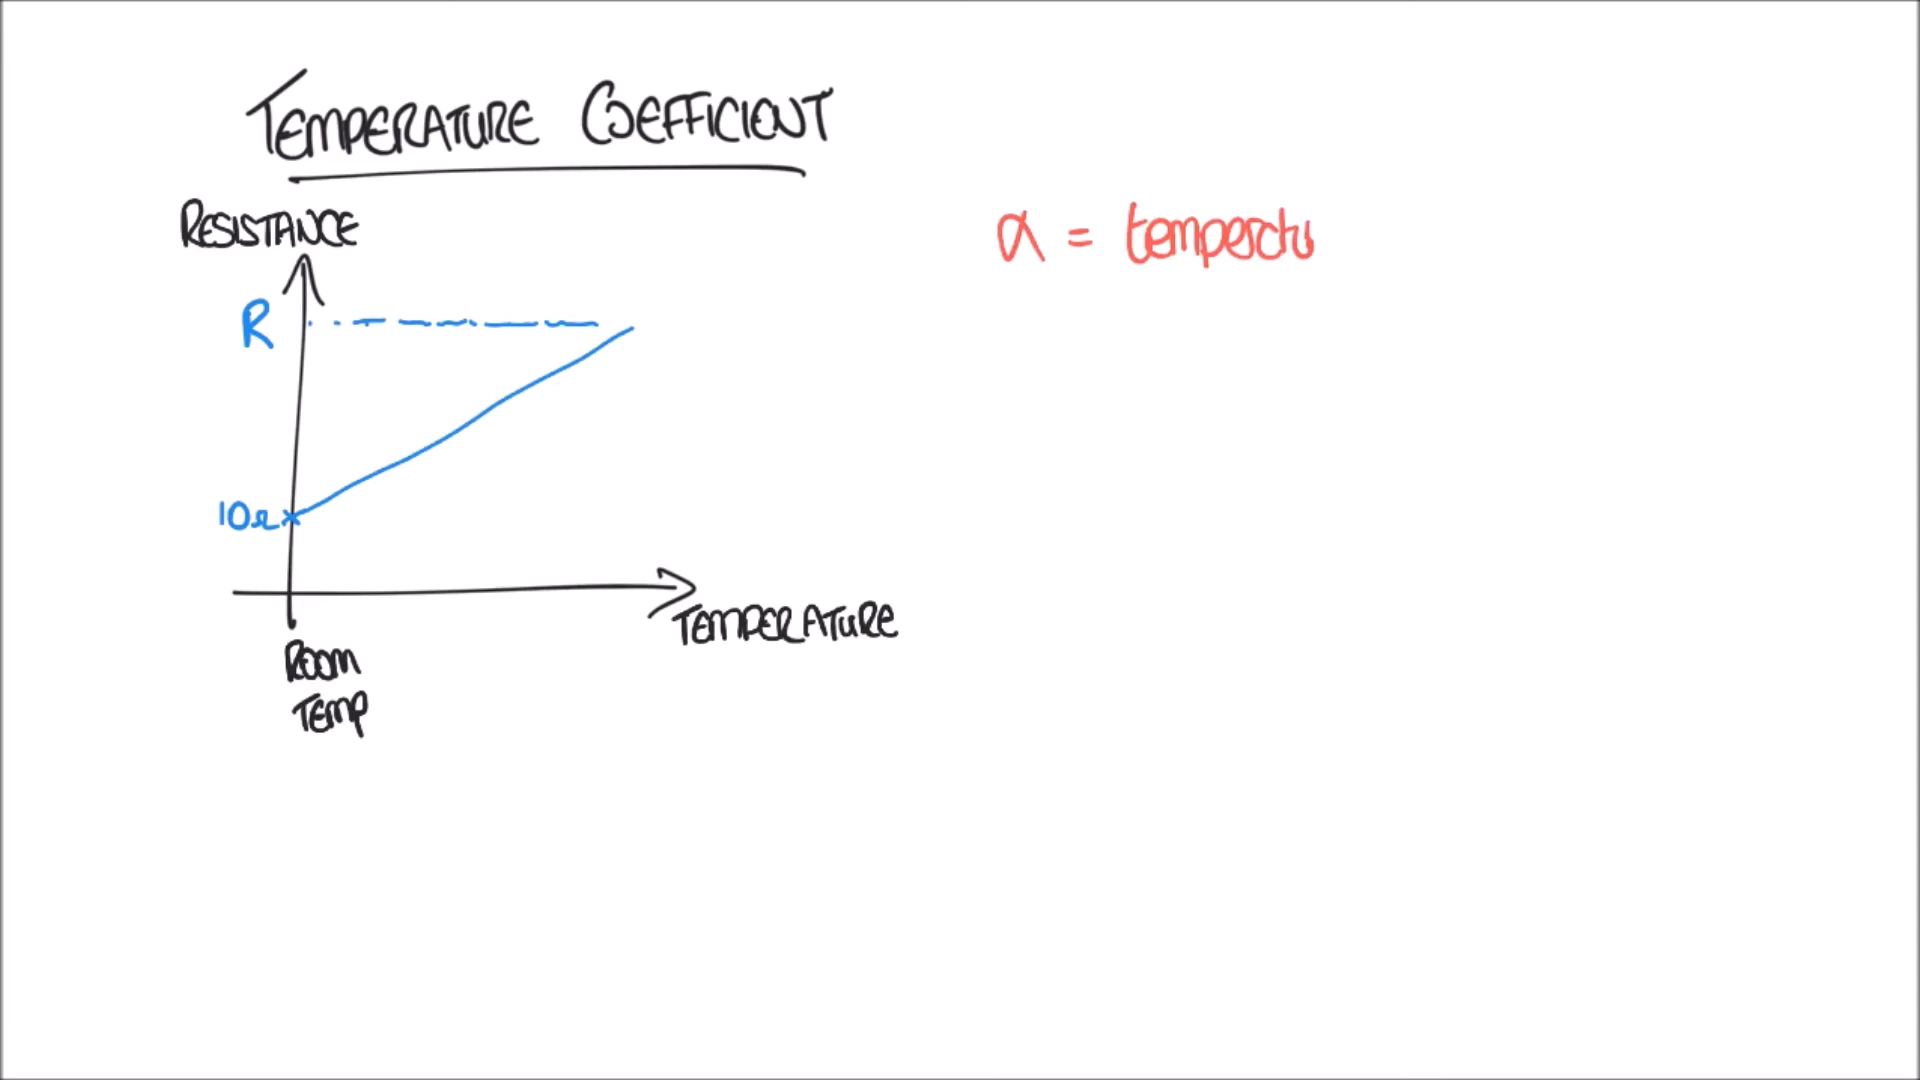 TEMPERATURE COEFFICIENT
RESISTANCE
α = temperatu
R
10Ω
TEMPERATURE
ROOM
TEMP